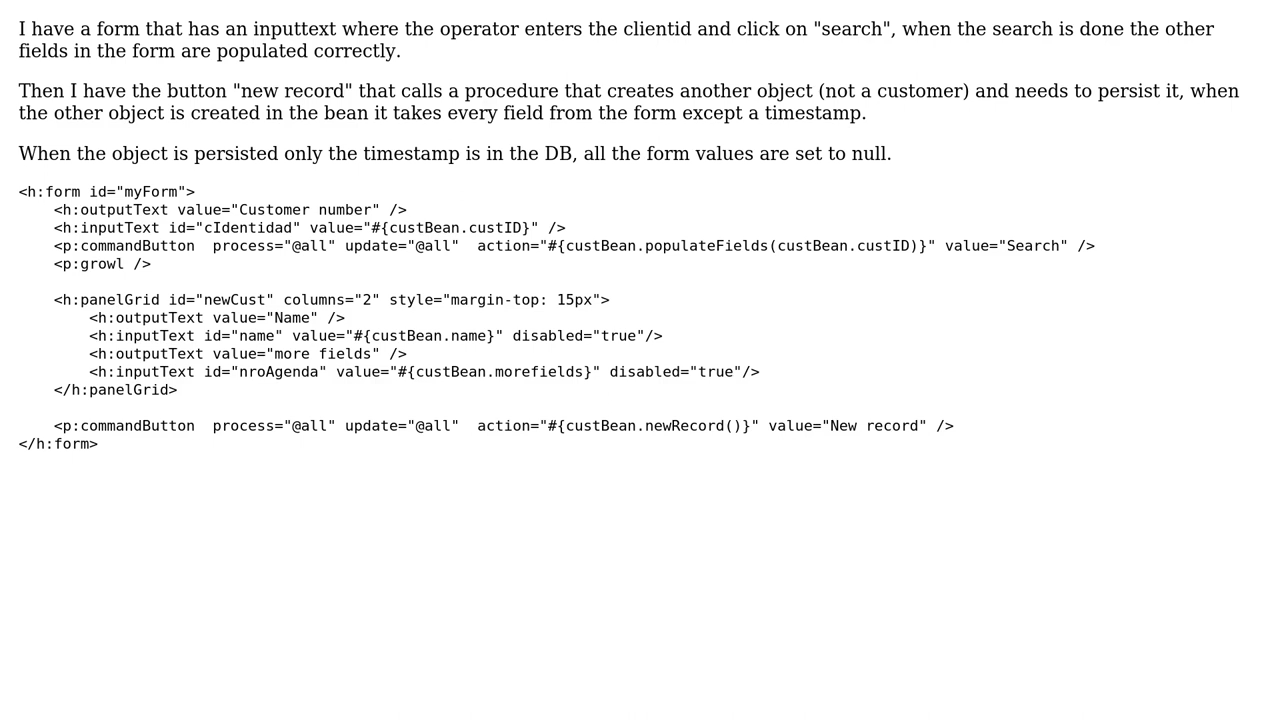 I have a form that has an inputtext where the operator enters the clientid and click on "search", when the search is done the other
fields in the form are populated correctly.
Then I have the button "new record" that calls a procedure that creates another object (not a customer) and needs to persist it, when
the other object is created in the bean it takes every field from the form except a timestamp.
When the object is persisted only the timestamp is in the DB, all the form values are set to null.
<h:form id="myForm">
    <h:outputText value="Customer number" />
    <h:inputText id="cIdentidad" value="#{custBean.custID}" />
    <p:commandButton  process="@all" update="@all"  action="#{custBean.populateFields(custBean.custID)}" value="Search" />
    <p:growl />
    <h:panelGrid id="newCust" columns="2" style="margin-top: 15px">
        <h:outputText value="Name" />
        <h:inputText id="name" value="#{custBean.name}" disabled="true"/>
        <h:outputText value="more fields" />
        <h:inputText id="nroAgenda" value="#{custBean.morefields}" disabled="true"/>
    </h:panelGrid>
    <p:commandButton  process="@all" update="@all"  action="#{custBean.newRecord()}" value="New record" />
</h:form>